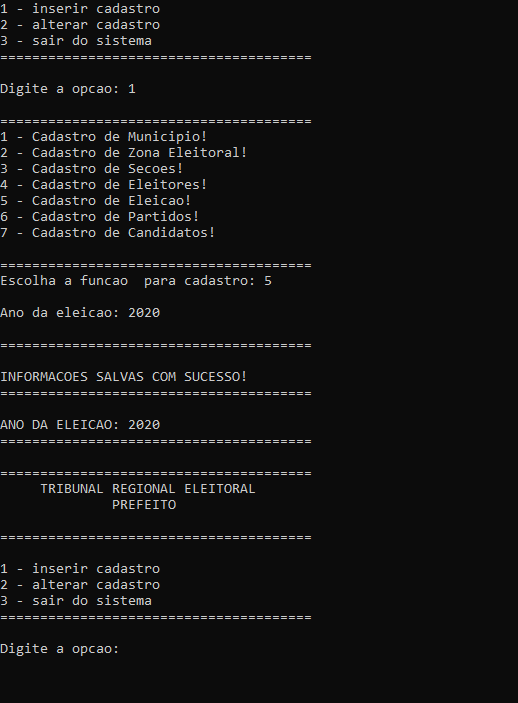 1 - inserir cadastro
2 - alterar cadastro
3 - sair do sistema
=======================================
Digite a opcao: 1
=======================================
1 - Cadastro de Municipio!
2 - Cadastro de Zona Eleitoral!
3 - Cadastro de Secoes!
4 - Cadastro de Eleitores!
5 - Cadastro de Eleicao!
6 - Cadastro de Partidos!
7 - Cadastro de Candidatos!
=======================================
Escolha a funcao  para cadastro: 5
Ano da eleicao: 2020
=======================================
INFORMACOES SALVAS COM SUCESSO!
=======================================
ANO DA ELEICAO: 2020
=======================================
=======================================
TRIBUNAL REGIONAL ELEITORAL
PREFEITO
=======================================
1 - inserir cadastro
2 - alterar cadastro
3 - sair do sistema
=======================================
Digite a opcao: